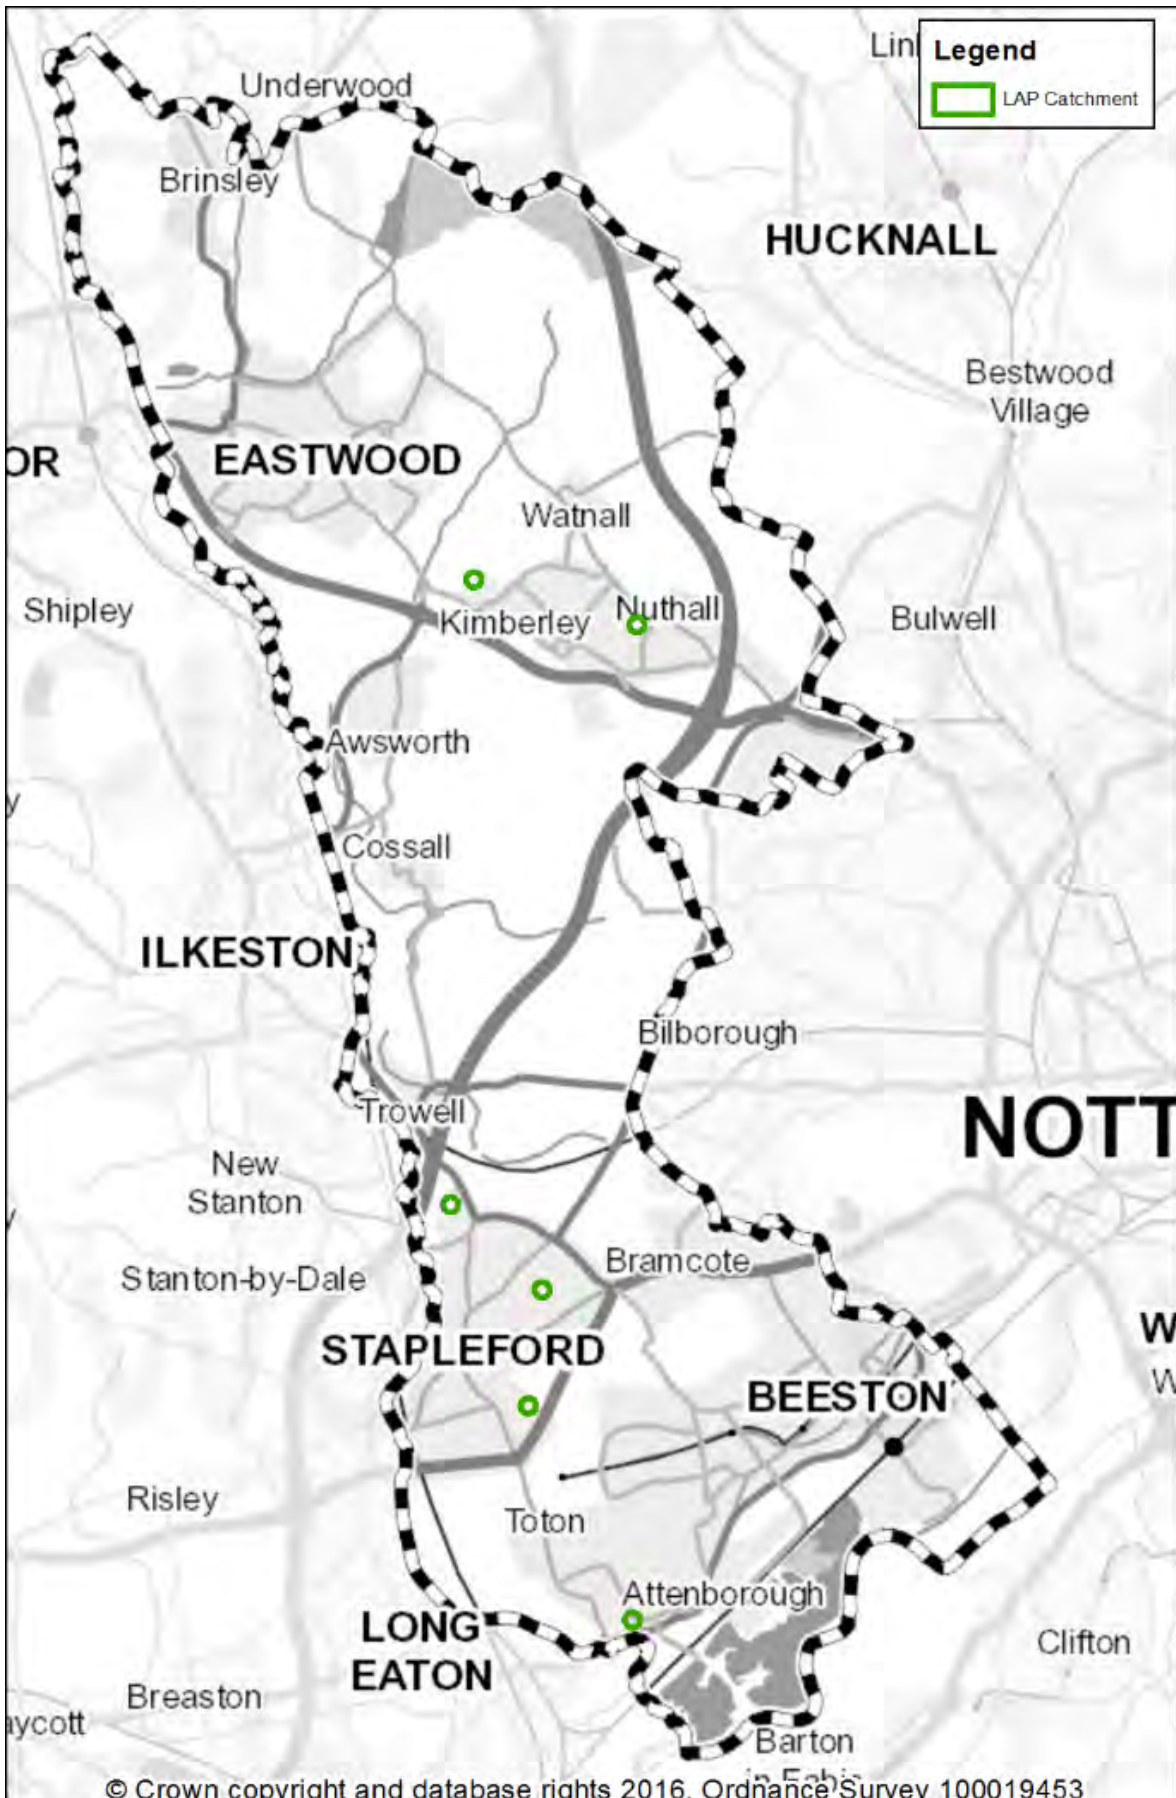 Legend
LAP Catchment
Underwood
Brinsley
HUCKNALL
Bestwood
Village
OR
EASTWOOD
Watnall
Shipley
Kimberley
Nuthall
Bulwell
Awsworth
Cossall
ILKESTON
Bilborough
Trowell
NOTT
New
Stanton
Stanton-by-Dale
Bramcote
STAPLEFORD
BEESTON
Risley
Toton
Attenborough
LONG
EATON
Clifton
Breaston
aycott
Barton
© Crown copyright and database rights 2016. Ordnance Survey 100019453